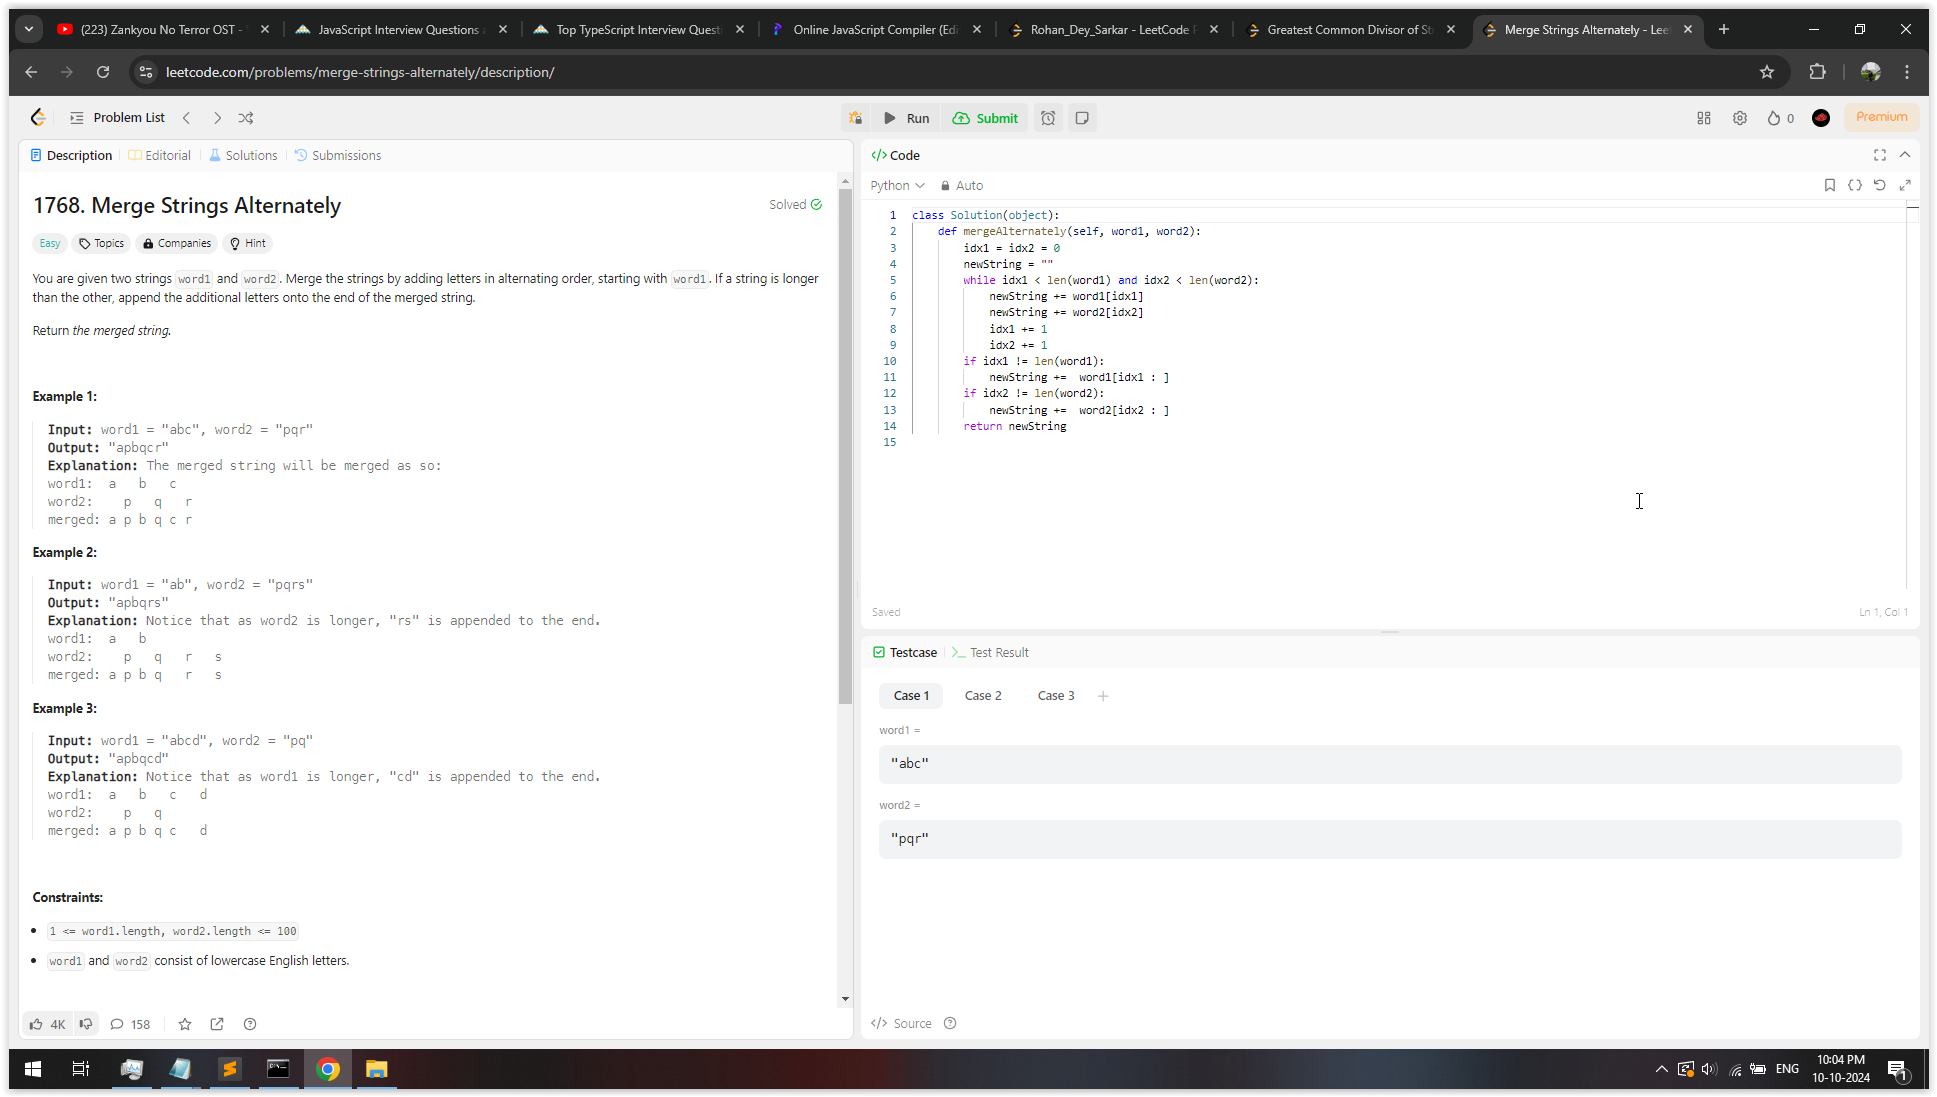 (223) Zankyou No Terror OST -
JavaScript Interview Questions
Top TypeScript Interview Questi
Online JavaScript Compiler (Edi
Rohan_Dey_Sarkar - LeetCode
Greatest Common Divisor of St
Merge Strings Alternately - Leet
leetcode.com/problems/merge-strings-alternately/description/
Problem List
Run
Submit
0
Premium
Description
Editorial
Solutions
Submissions
1768. Merge Strings Alternately
Solved
Easy
Topics
Companies
Hint
You are given two strings word1 and word2. Merge the strings by adding letters in alternating order, starting with word1. If a string is longer
than the other, append the additional letters onto the end of the merged string.
Return the merged string.
Example 1:
Input: word1 = "abc", word2 = "pqr"
Output: "apbqcr"
Explanation: The merged string will be merged as so:
word1:  a   b   c
word2:    p   q   r
merged: a p b q c r
Example 2:
Input: word1 = "ab", word2 = "pqrs"
Output: "apbqrs"
Explanation: Notice that as word2 is longer, "rs" is appended to the end.
word1:  a   b
word2:    p   q   r   s
merged: a p b q   r   s
Example 3:
Input: word1 = "abcd", word2 = "pq"
Output: "apbqcd"
Explanation: Notice that as word1 is longer, "cd" is appended to the end.
word1:  a   b   c   d
word2:    p   q
merged: a p b q c   d
Constraints:
• 1 <= word1.length, word2.length <= 100
• word1 and word2 consist of lowercase English letters.
4K
158
</> Code
Python
Auto
1 class Solution(object):
2     def mergeAlternately(self, word1, word2):
3         idx1 = idx2 = 0
4         newString = ""
5         while idx1 < len(word1) and idx2 < len(word2):
6             newString += word1[idx1]
7             newString += word2[idx2]
8             idx1 += 1
9             idx2 += 1
10         if idx1 != len(word1):
11             newString +=  word1[idx1 : ]
12         if idx2 != len(word2):
13             newString +=  word2[idx2 : ]
14         return newString
15
Saved
Ln 1, Col 1
Testcase
>_ Test Result
Case 1
Case 2
Case 3
+
word1 =
"abc"
word2 =
"pqr"
</> Source
ENG
10:04 PM
10-10-2024
1